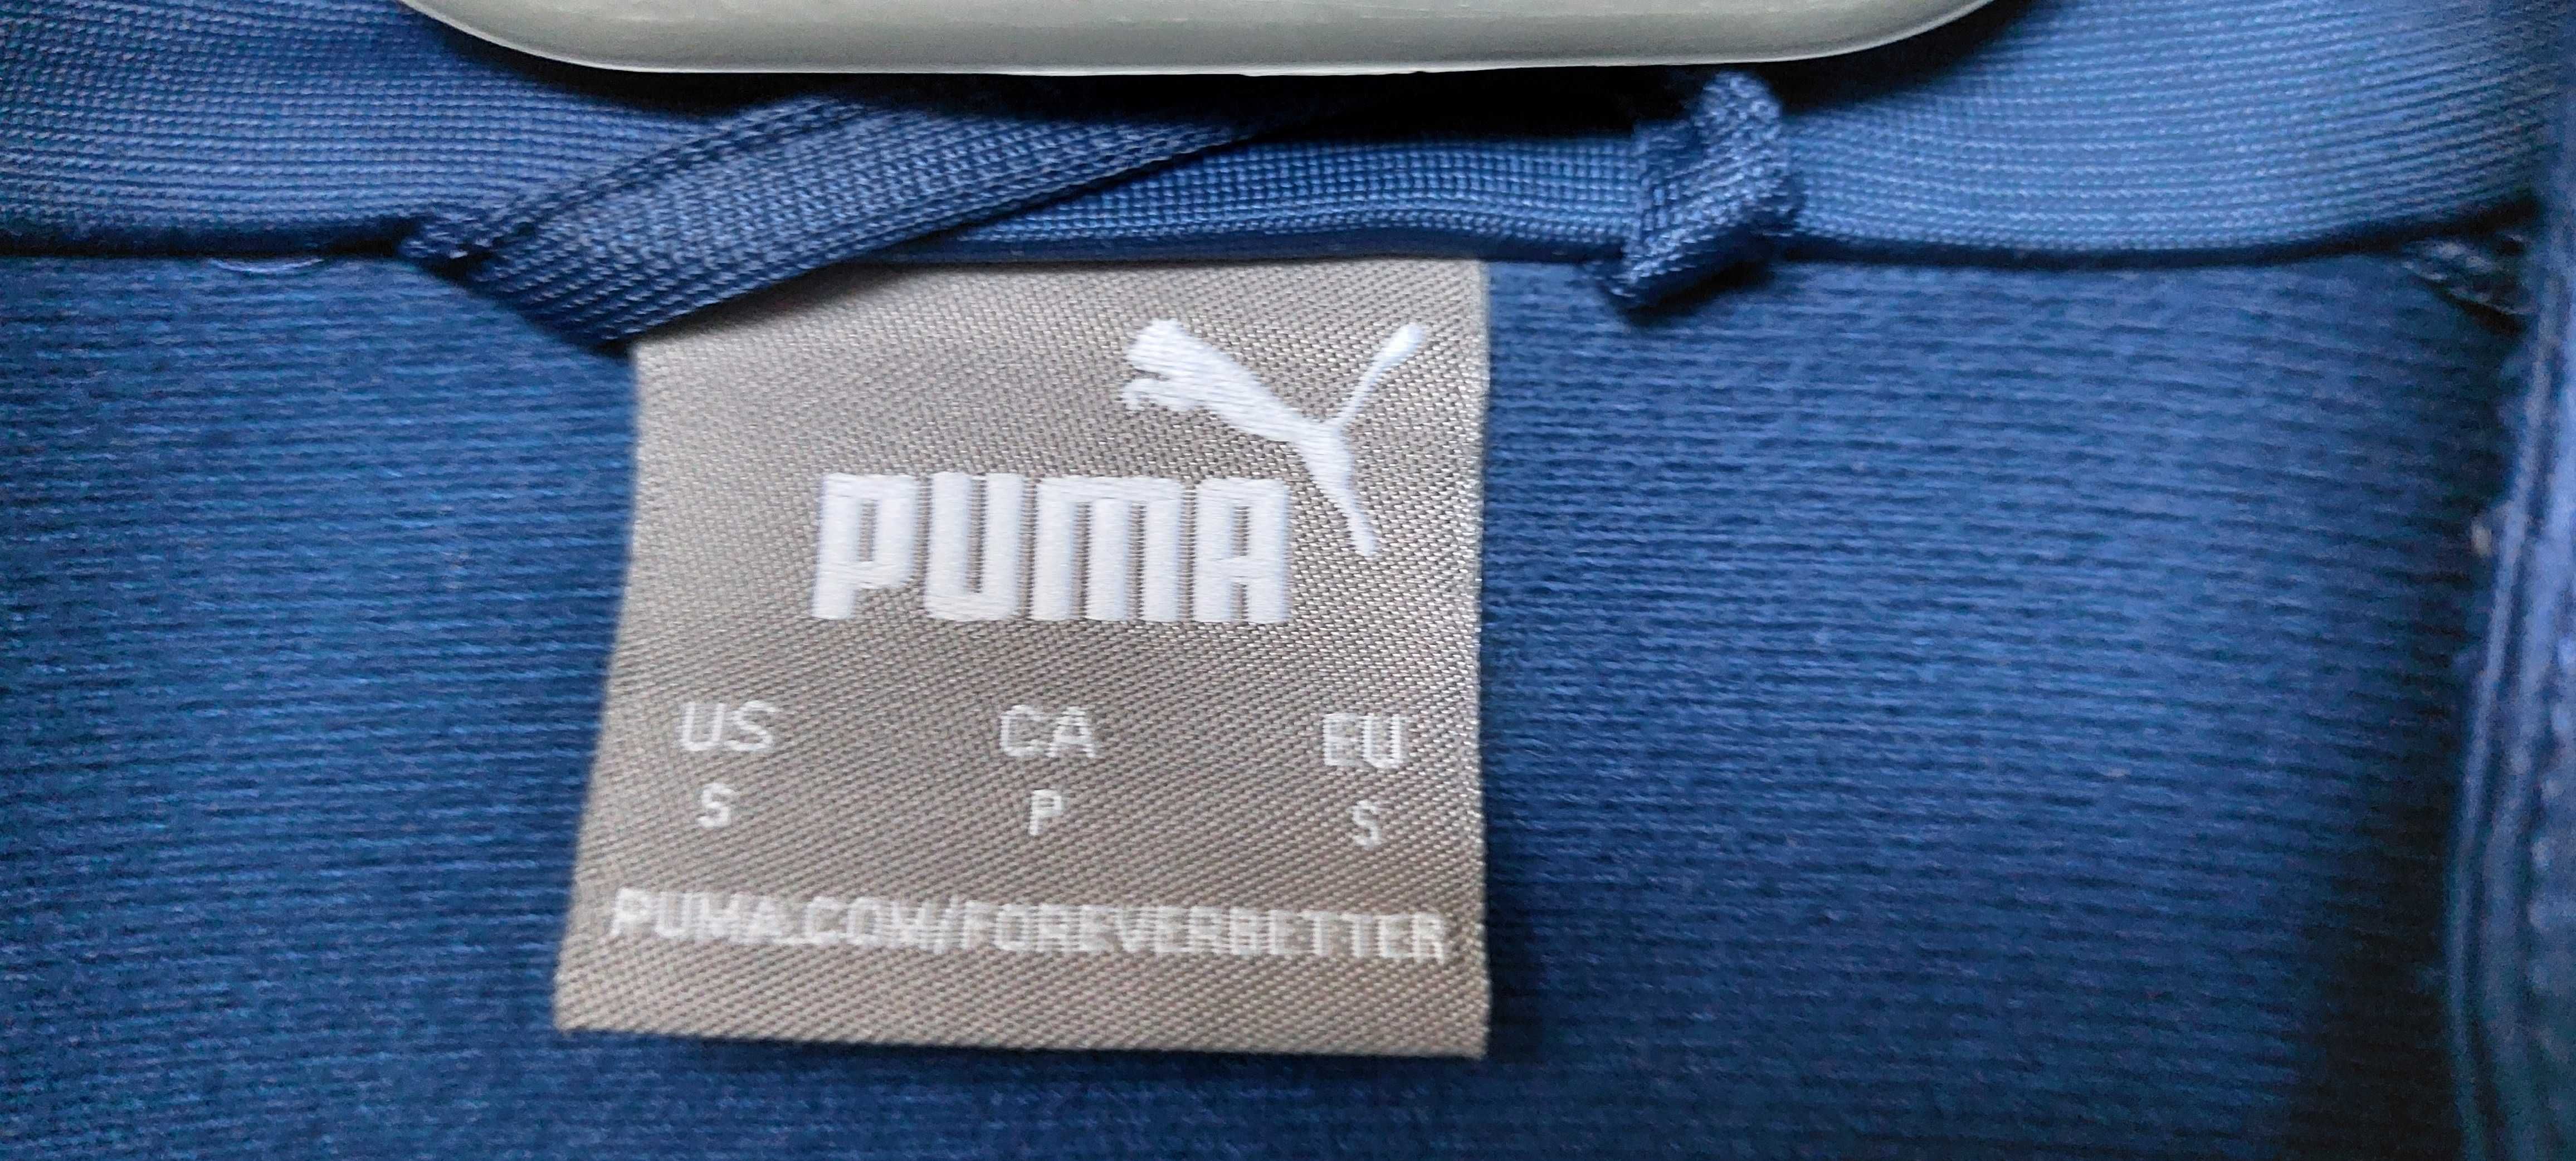 PUMA
US CA EU
S P S
PUMA.COM/FOREVERBETTER